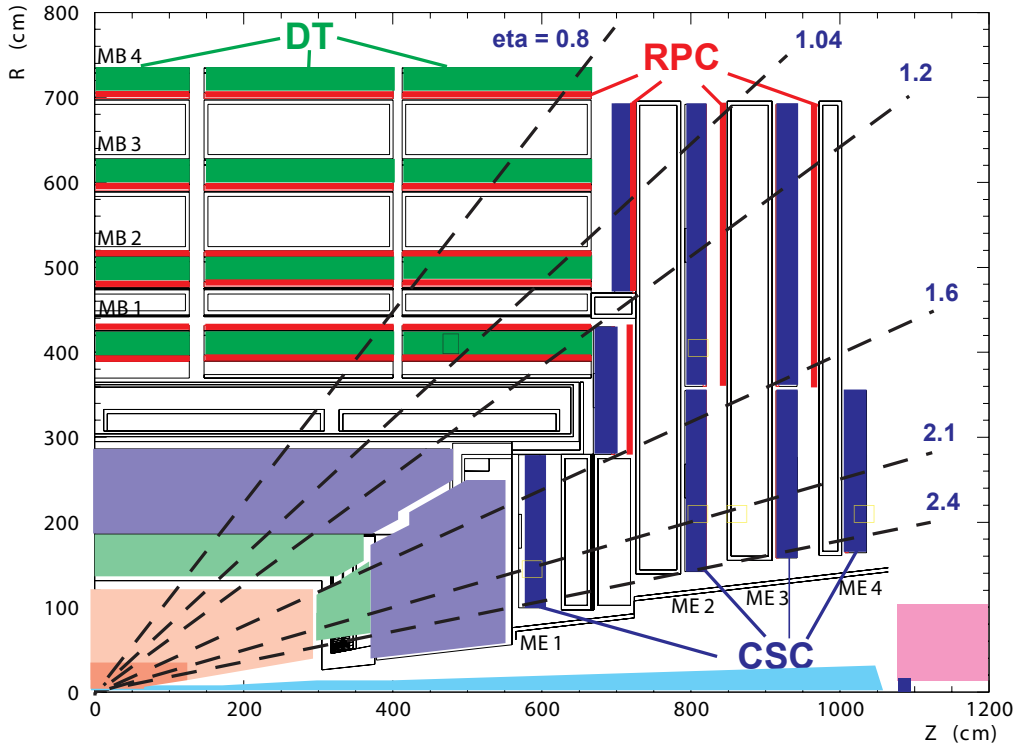 R (cm)
800
700
600
500
400
300
200
100
0
0
200
400
600
800
1000
1200
Z (cm)
MB 4
MB 3
MB 2
MB 1
DT
eta = 0.8
1.04
RPC
1.2
1.6
2.1
2.4
ME 1
ME 2
ME 3
ME 4
CSC